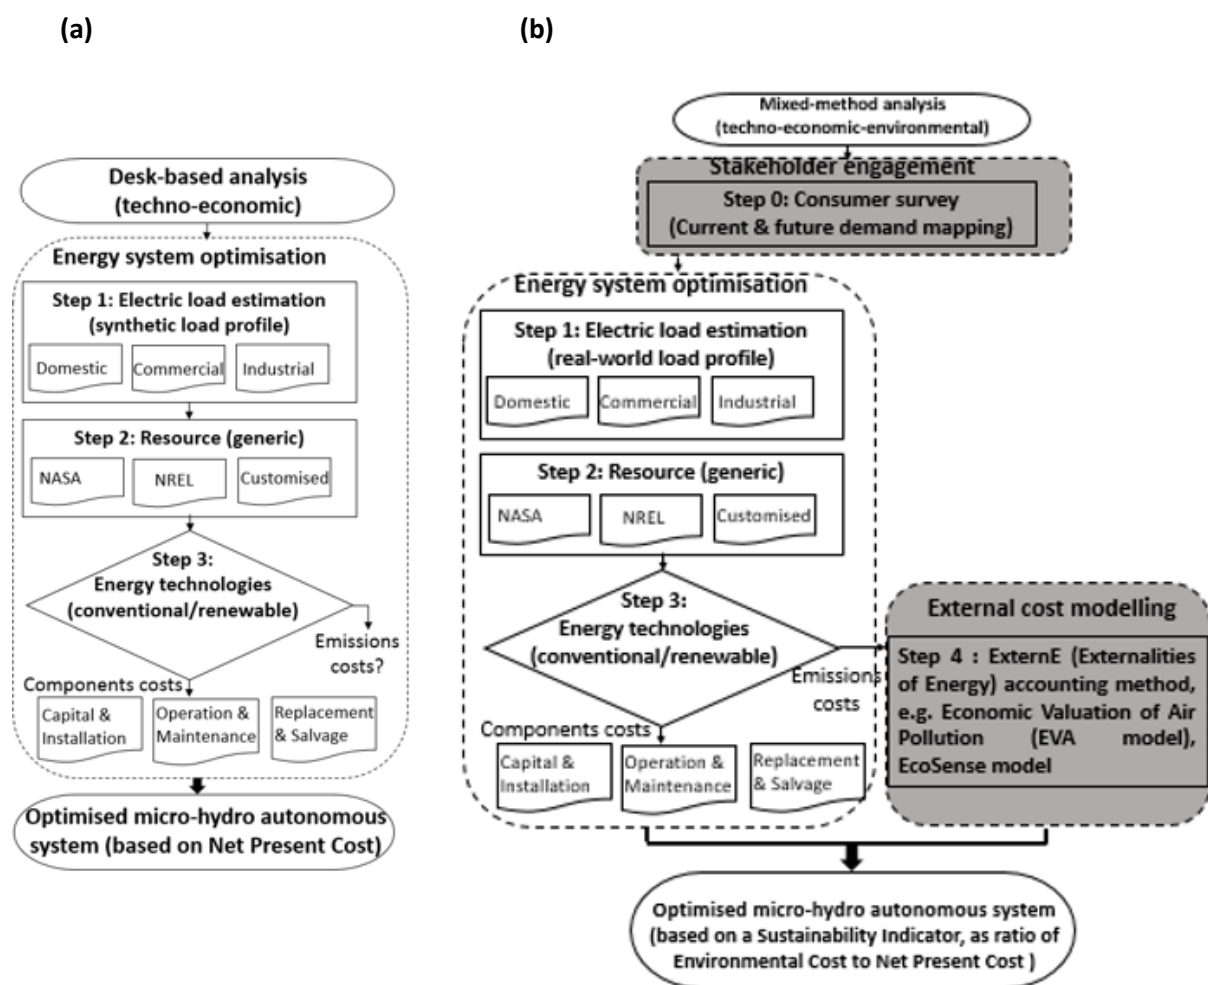 (a)
Desk-based analysis
(techno-economic)
Energy system optimisation
Step 1: Electric load estimation
(synthetic load profile)
Domestic
Commercial
Industrial
Step 2: Resource (generic)
NASA
NREL
Customised
Step 3:
Energy technologies
(conventional/renewable)
Emissions
costs?
Components costs
Capital &
Installation
Operation &
Maintenance
Replacement
& Salvage
Optimised micro-hydro autonomous
system (based on Net Present Cost)
(b)
Mixed-method analysis
(techno-economic-environmental)
Stakeholder engagement
Step 0: Consumer survey
(Current & future demand mapping)
Energy system optimisation
Step 1: Electric load estimation
(real-world load profile)
Domestic
Commercial
Industrial
Step 2: Resource (generic)
NASA
NREL
Customised
Step 3:
Energy technologies
(conventional/renewable)
Emissions
costs
Components costs
Capital &
Installation
Operation &
Maintenance
Replacement
& Salvage
External cost modelling
Step 4 : ExternE (Externalities
of Energy) accounting method,
e.g. Economic Valuation of Air
Pollution (EVA model),
EcoSense model
Optimised micro-hydro autonomous system
(based on a Sustainability Indicator, as ratio of
Environmental Cost to Net Present Cost )